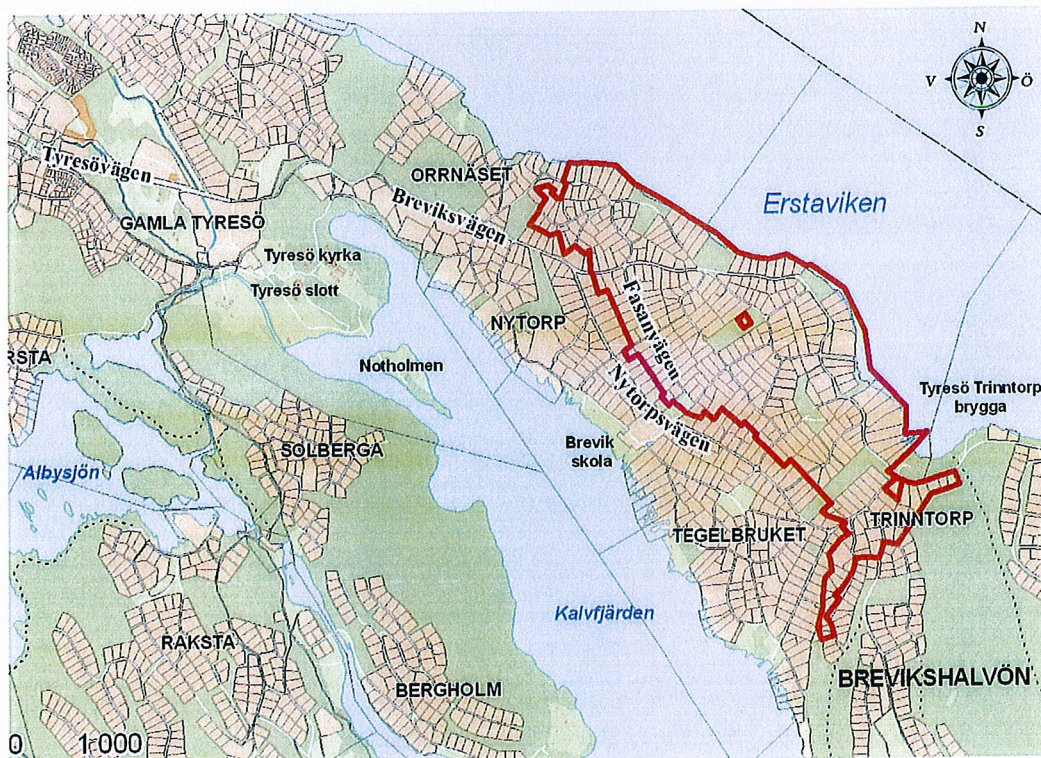 N
V
Ö
S
Tyresövägen
ORRNÄSET
Breviksvägen
Erstaviken
GAMLA TYRESÖ
Tyresö kyrka
Tyresö slott
Fasanvägen
NYTORP
Notholmen
Nytorpsvägen
RSTA
Tyresö Trinntorp
brygga
Brevik
skola
SOLBERGA
Albysjön
TRINNTORP
TEGELBRUKET
Kalvfjärden
RAKSTA
BREVIKSHALVÖN
BERGHOLM
0 1 000